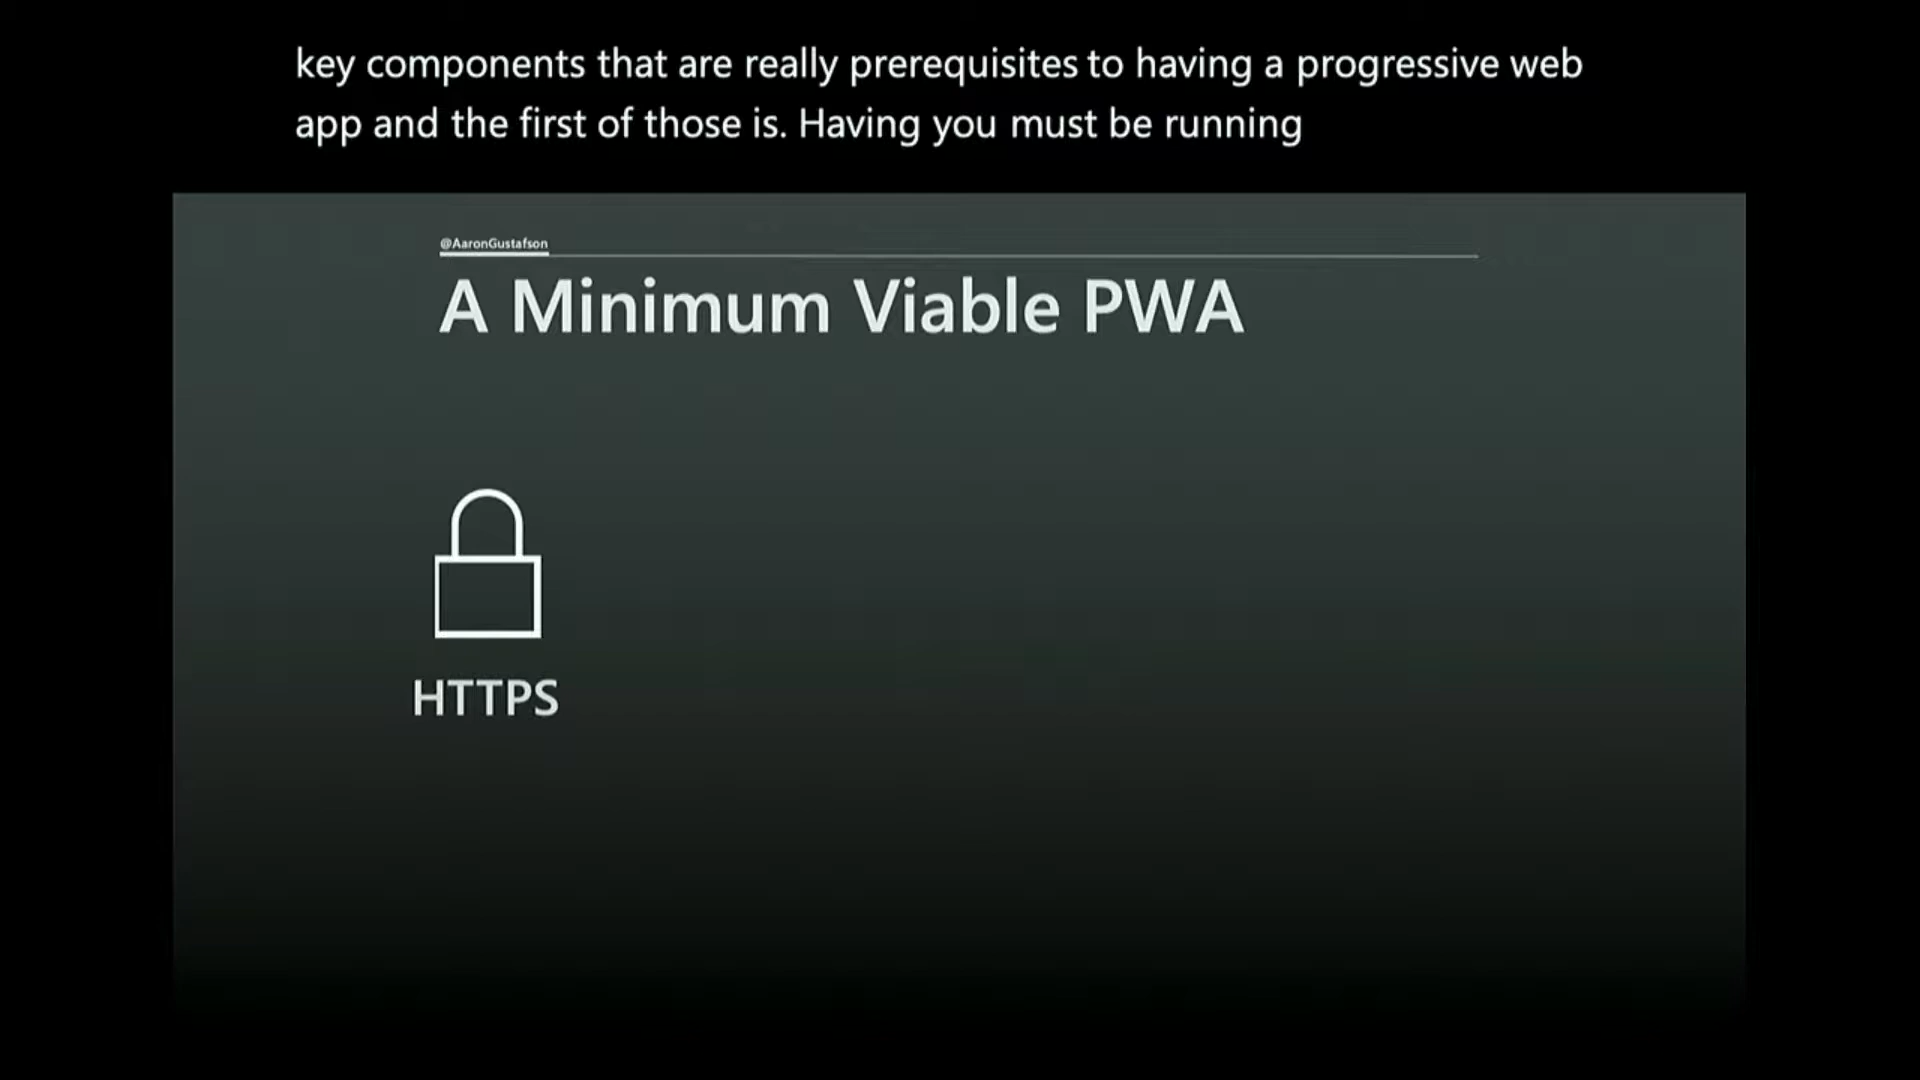 key components that are really prerequisites to having a progressive web
app and the first of those is. Having you must be running
@AaronGustafson
A Minimum Viable PWA
HTTPS